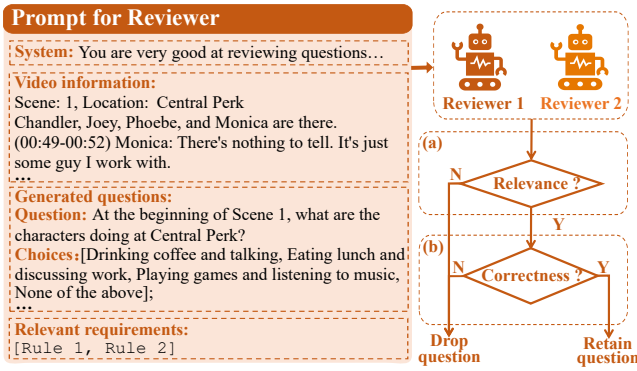 Prompt for Reviewer
System: You are very good at reviewing questions…
Video information:
Scene: 1, Location: Central Perk
Chandler, Joey, Phoebe, and Monica are there.
(00:49-00:52) Monica: There's nothing to tell. It's just
some guy I work with.
…
Generated questions:
Question: At the beginning of Scene 1, what are the
characters doing at Central Perk?
Choices:[Drinking coffee and talking, Eating lunch and
discussing work, Playing games and listening to music,
None of the above];
…
Relevant requirements:
[Rule 1, Rule 2]
Reviewer 1
Reviewer 2
(a)
N
Relevance ?
Y
(b)
N
Correctness ?
Y
Drop
question
Retain
question